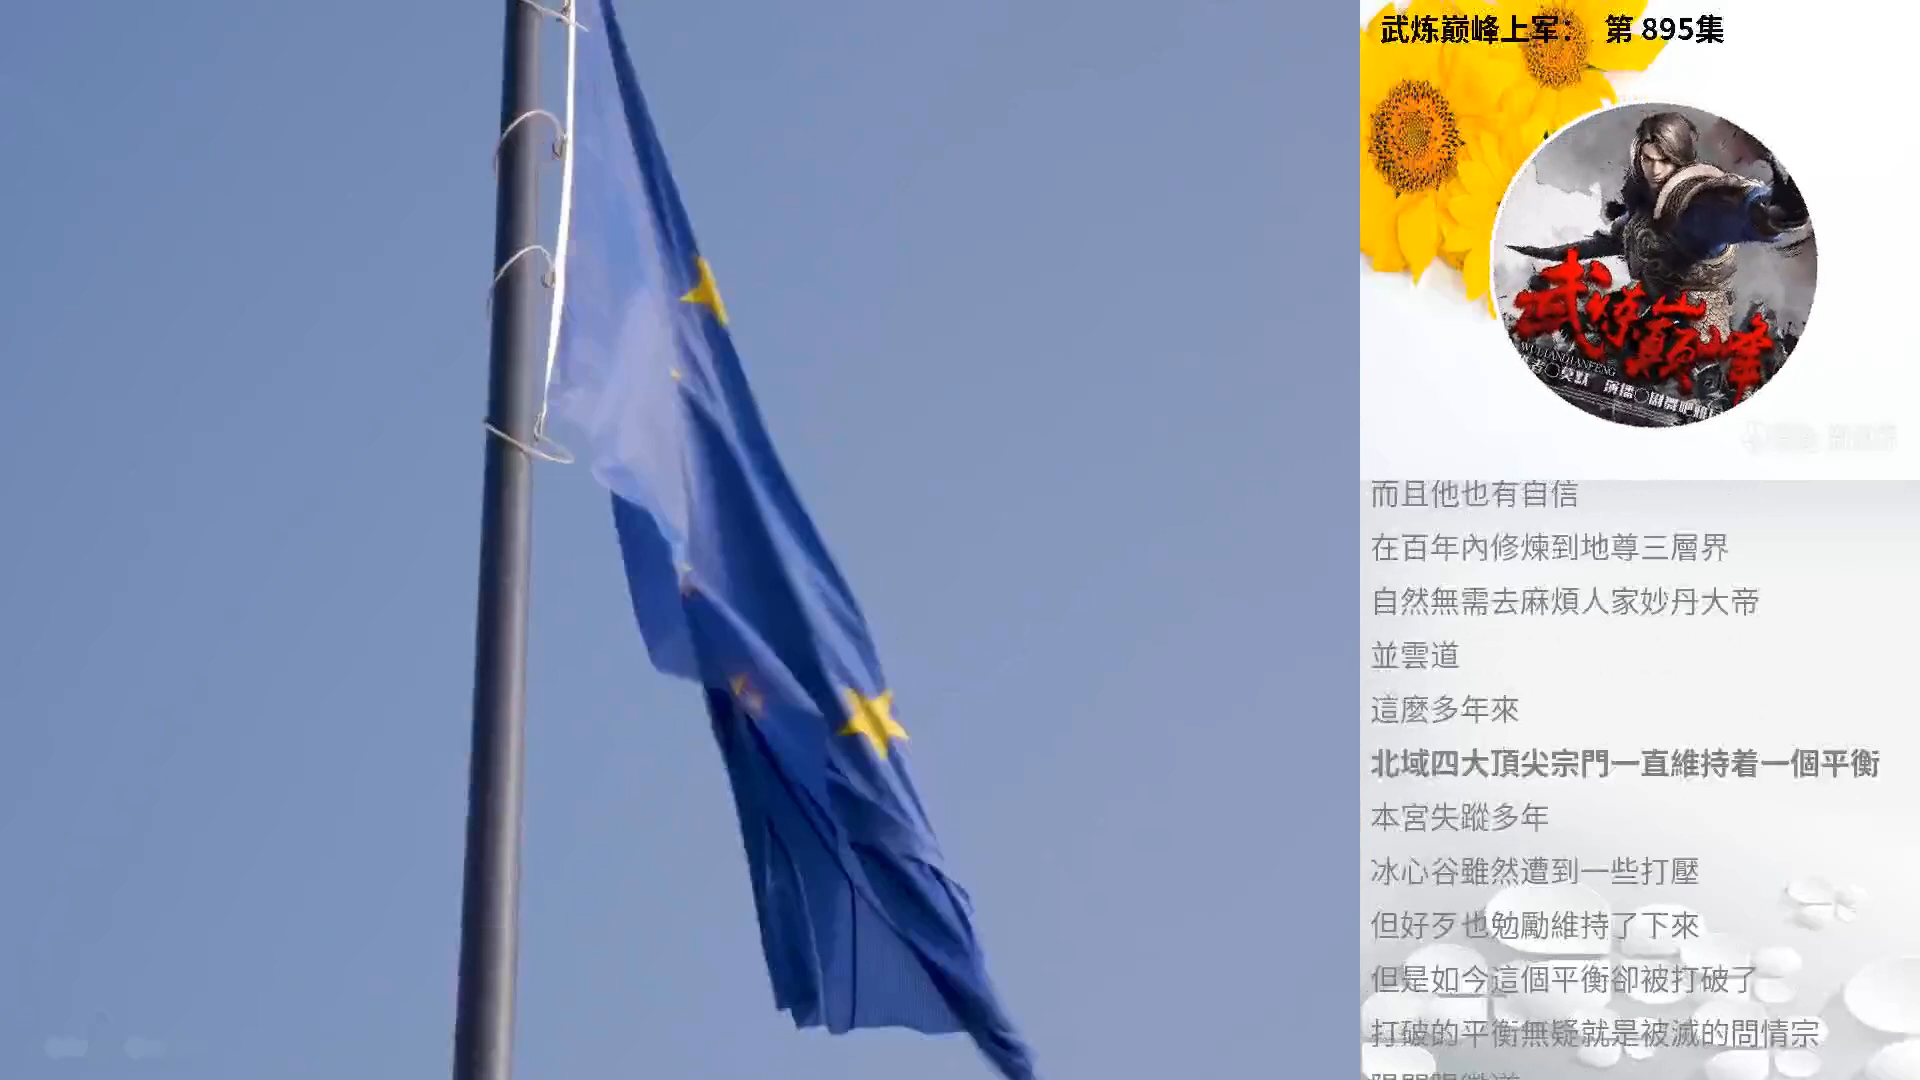 武炼巅峰上军： 第 895集
武炼巅峰
WULIANDIANFENG
而且他也有自信
在百年內修煉到地尊三層界
自然無需去麻煩人家妙丹大帝
並雲道
這麼多年來
北域四大頂尖宗門一直維持着一個平衡
本宮失蹤多年
冰心谷雖然遭到一些打壓
但好歹也勉勵維持了下來
但是如今這個平衡卻被打破了
打破的平衡無疑就是被滅的問情宗